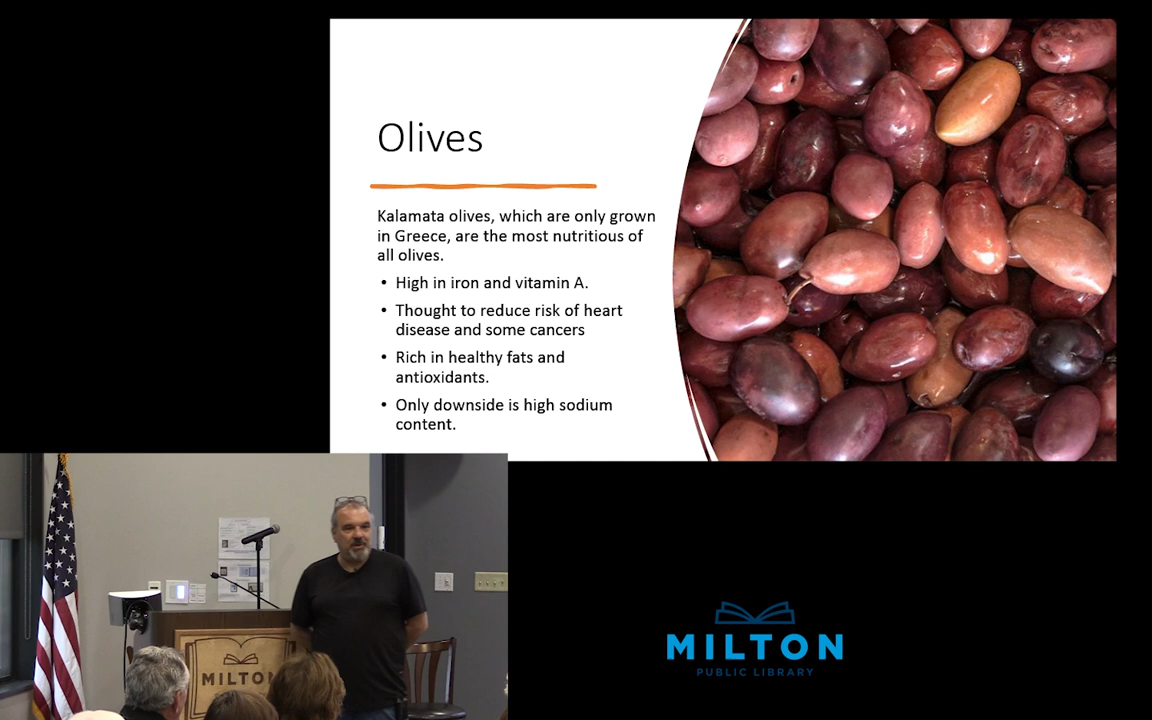 Olives
Kalamata olives, which are only grown
in Greece, are the most nutritious of
all olives.
• High in iron and vitamin A.
• Thought to reduce risk of heart
disease and some cancers
• Rich in healthy fats and
antioxidants.
• Only downside is high sodium
content.
MILTON
MILTON
PUBLIC LIBRARY